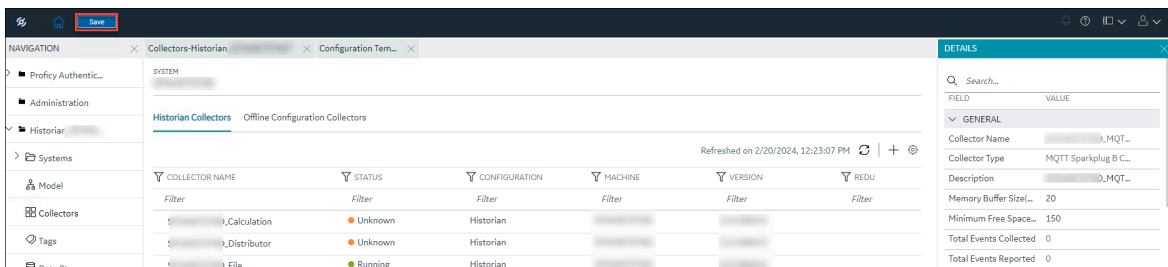 Save
NAVIGATION
Collectors-Historian
Configuration Tem...
DETAILS
Proficy Authentic...
Administration
Historian
Systems
Model
Collectors
Tags
SYSTEM
Historian Collectors
Offline Configuration Collectors
Refreshed on 2/20/2024, 12:23:07 PM
COLLECTOR NAME STATUS CONFIGURATION MACHINE VERSION REDU
Filter Filter Filter Filter Filter Filter
_Calculation Unknown Historian
_Distributor Unknown Historian
_File Running Historian
Search...
FIELD VALUE
GENERAL
Collector Name _MQT...
Collector Type MQTT Sparkplug B C...
Description _MQT...
Memory Buffer Size(... 20
Minimum Free Space... 150
Total Events Collected 0
Total Events Reported 0